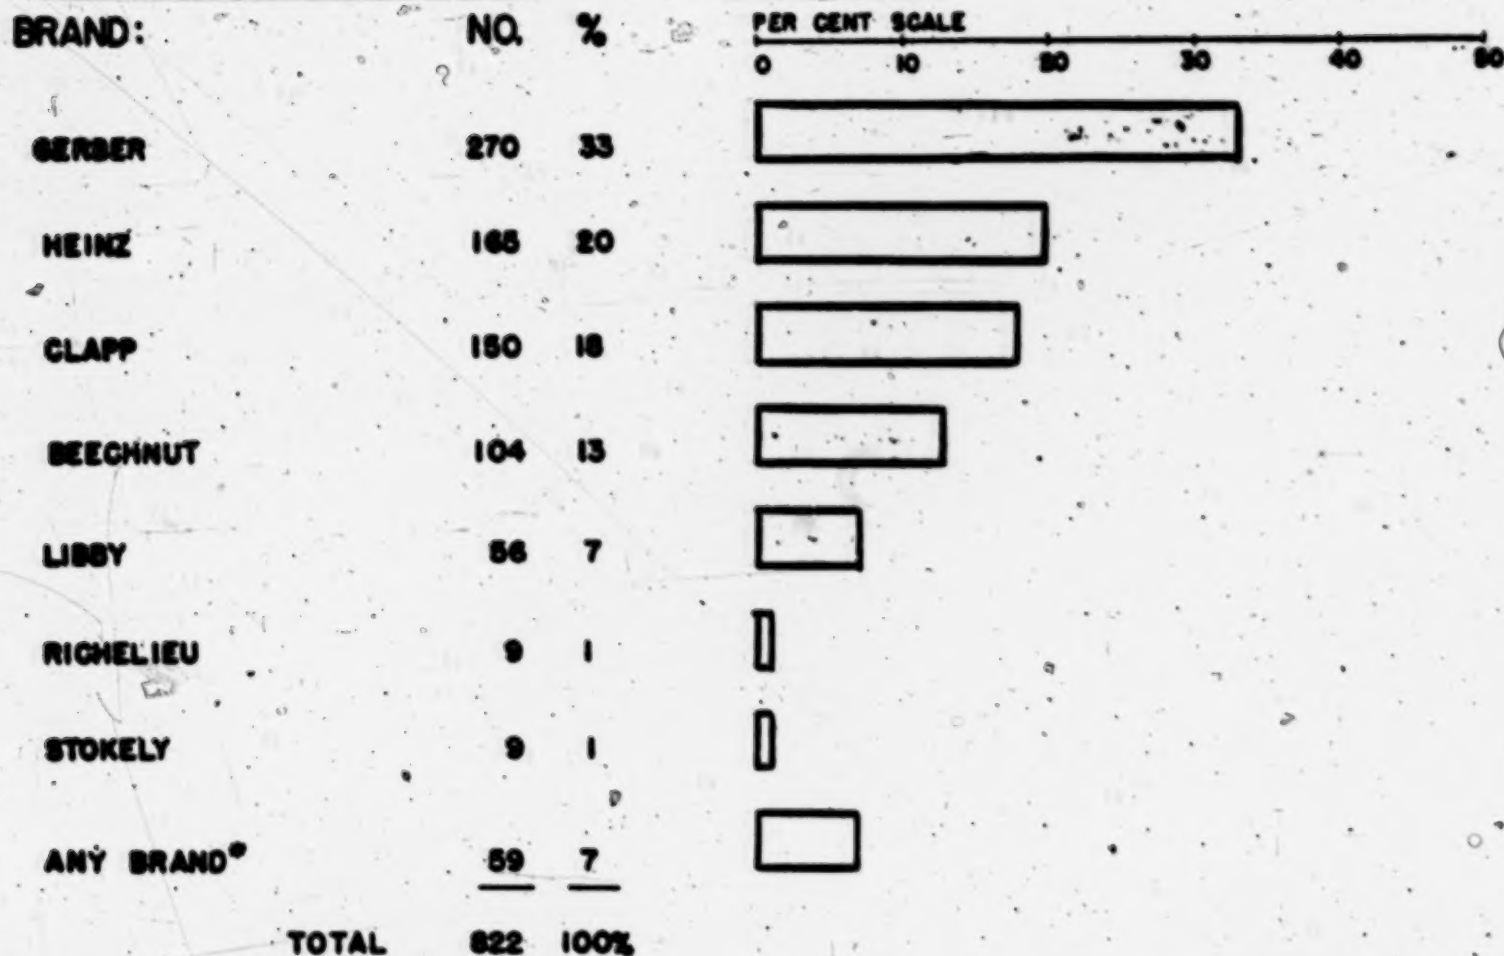 BRAND: NO. % PER CENT SCALE
0 10 20 30 40 50
GERBER 270 33
HEINZ 165 20
CLAPP 150 18
BEECHNUT 104 13
LIBBY 56 7
RICHELIEU 9 1
STOKELY 9 1
ANY BRAND* 59 7
TOTAL 822 100%